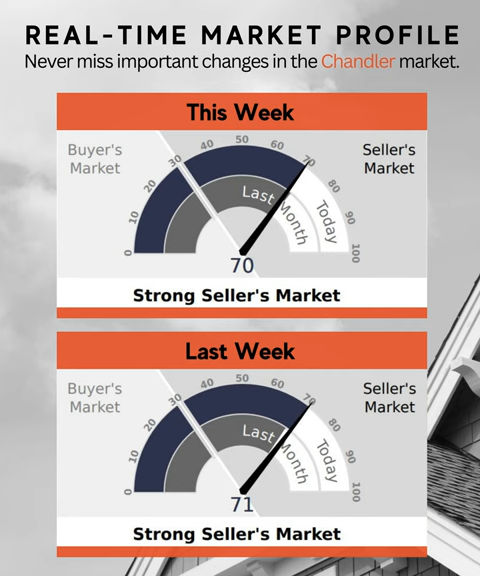 REAL-TIME MARKET PROFILE
Never miss important changes in the Chandler market.
This Week
Buyer's
Market
Seller's
Market
0
10
20
30
40
50
60
70
80
90
100
Last Month
Today
70
Strong Seller's Market
Last Week
Buyer's
Market
Seller's
Market
0
10
20
30
40
50
60
70
80
90
100
Last Month
Today
71
Strong Seller's Market